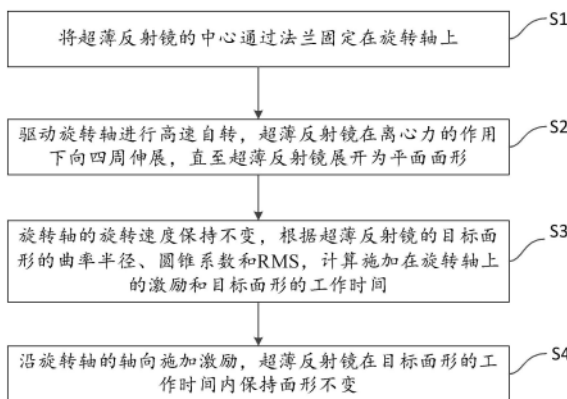 将超薄反射镜的中心通过法兰固定在旋转轴上
S1
驱动旋转轴进行高速自转，超薄反射镜在离心力的作用
下向四周伸展，直至超薄反射镜展开为平面面形
S2
旋转轴的旋转速度保持不变，根据超薄反射镜的目标面
形的曲率半径、圆锥系数和RMS，计算施加在旋转轴上
的激励和目标面形的工作时间
S3
沿旋转轴的轴向施加激励，超薄反射镜在目标面形的工
作时间内保持面形不变
S4